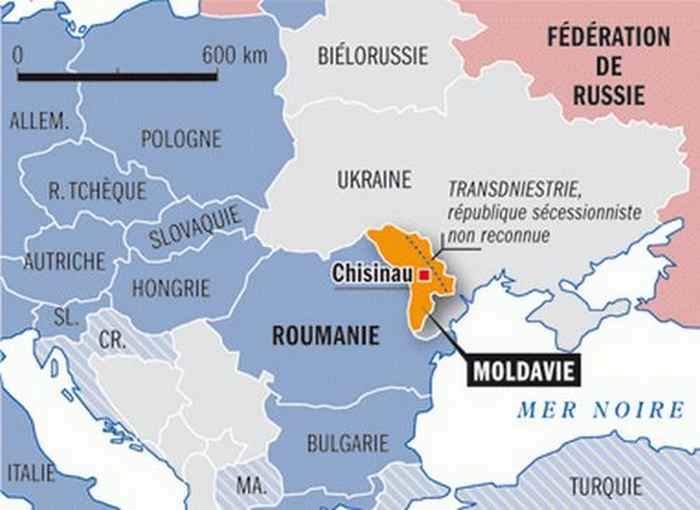 0
600 km
BIÉLORUSSIE
FÉDÉRATION
DE
RUSSIE
ALLEM.
POLOGNE
UKRAINE
R. TCHÈQUE
TRANSDNIESTRIE,
république sécessionniste
non reconnue
SLOVAQUIE
AUTRICHE
Chisinau
HONGRIE
SL.
CR.
ROUMANIE
MOLDAVIE
MER NOIRE
BULGARIE
ITALIE
MA.
TURQUIE